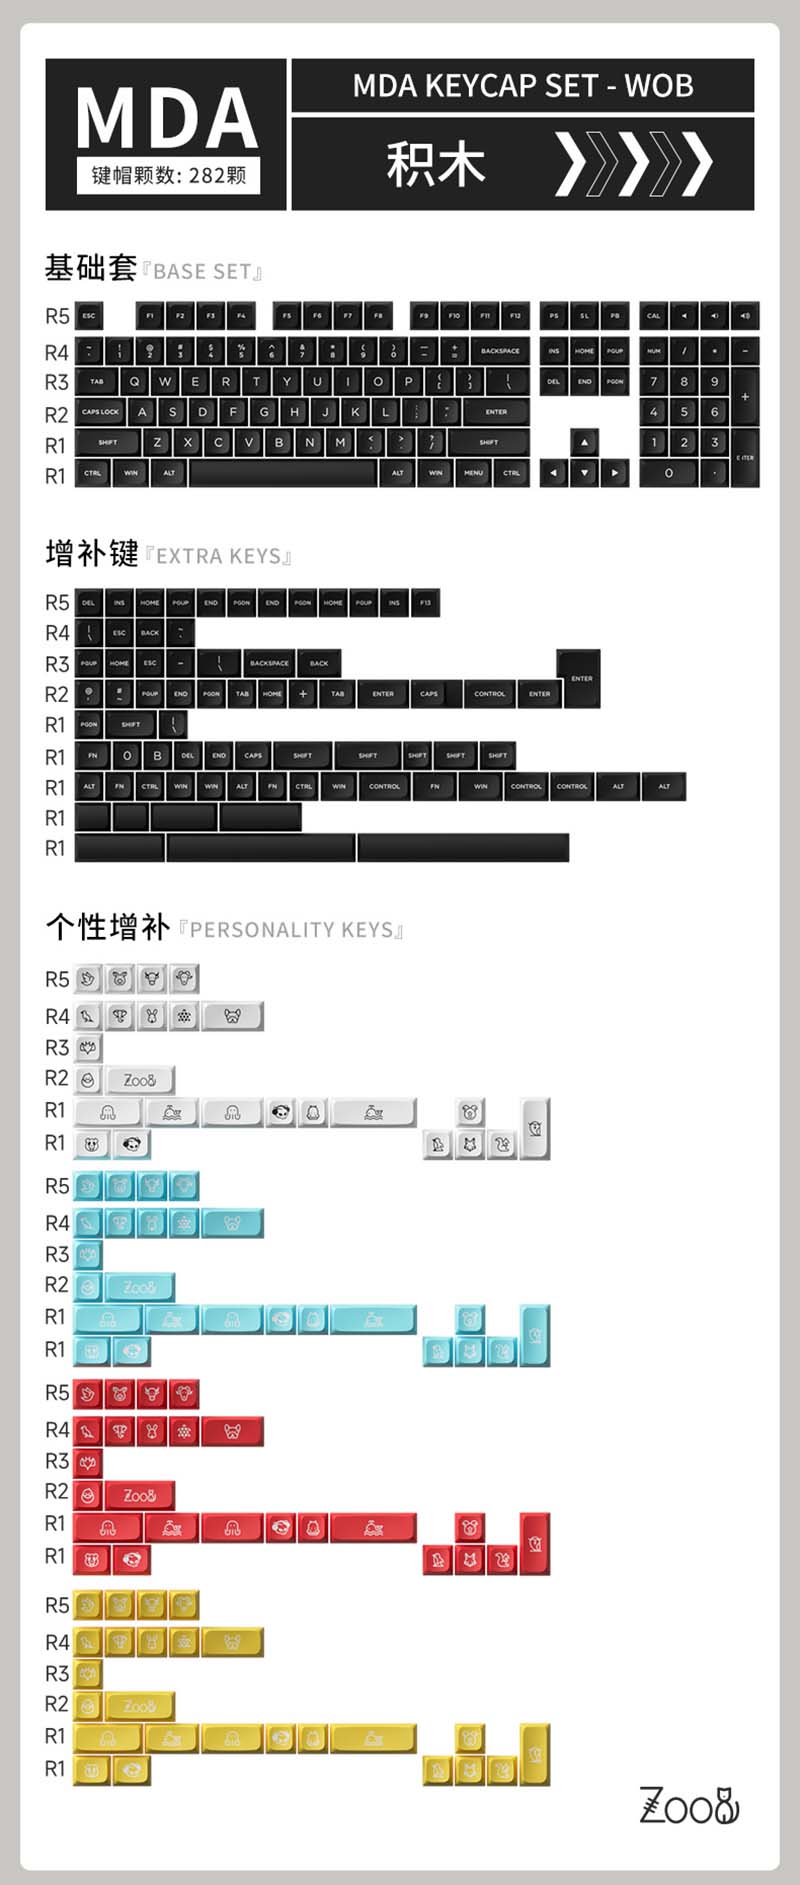 MDA
键帽颗数: 282颗
MDA KEYCAP SET - WOB
积木
基础套『BASE SET』
R5 ESC F1 F2 F3 F4 F5 F6 F7 F8 F9 F10 F11 F12 PS SL PB CAL
R4 ~ ` ! 1 @ 2 # 3 $ 4 % 5 ^ 6 & 7 * 8 ( 9 ) 0 — - + = BACKSPACE INS HOME PGUP NUM / * -
R3 TAB Q W E R T Y U I O P { [ } ] | \ DEL END PGDN 7 8 9 +
R2 CAPS LOCK A S D F G H J K L : ; " ' ENTER 4 5 6
R1 SHIFT Z X C V B N M < , > . ? / SHIFT ▲ 1 2 3 ENTER
R1 CTRL WIN ALT ALT WIN MENU CTRL ◀ ▼ ▶ 0 .
增补键『EXTRA KEYS』
R5 DEL INS HOME PGUP END PGDN END PGDN HOME PGUP INS F13
R4 | \ ESC BACK ~ `
R3 PGUP HOME ESC - | \ BACKSPACE BACK ENTER
R2 @ ' # ~ PGUP END PGDN TAB HOME + TAB ENTER CAPS CONTROL ENTER
R1 PGDN SHIFT | \
R1 FN O B DEL END CAPS SHIFT SHIFT SHIFT SHIFT SHIFT
R1 ALT FN CTRL WIN WIN ALT FN CTRL WIN CONTROL FN WIN CONTROL CONTROL ALT ALT
R1
R1
个性增补『PERSONALITY KEYS』
R5
R4
R3
R2 Zoo
R1
R1
R5
R4
R3
R2 Zoo
R1
R1
R5
R4
R3
R2 Zoo
R1
R1
R5
R4
R3
R2 Zoo
R1
R1
Zoo